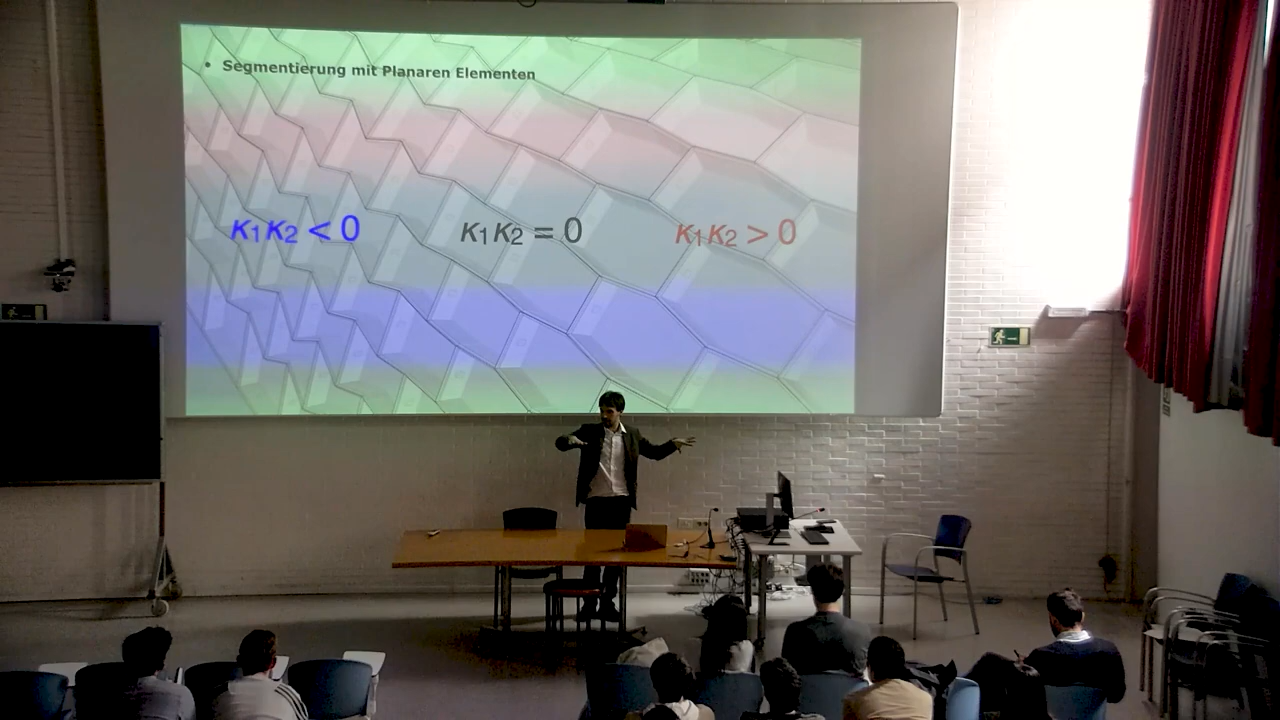 • Segmentierung mit Planaren Elementen
κ₁κ₂ < 0 κ₁κ₂ = 0 κ₁κ₂ > 0